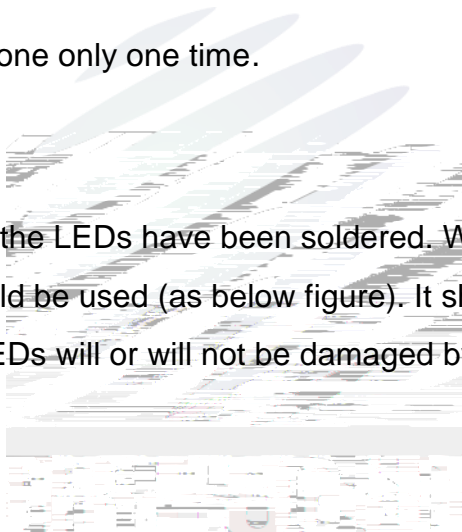 one only one time.
the LEDs have been soldered. W
ld be used (as below figure). It s
EDs will or will not be damaged b